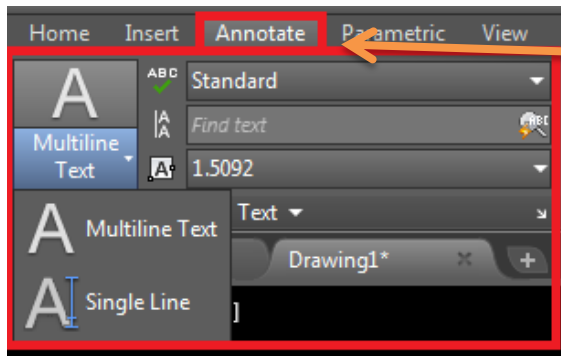 Home Insert Annotate Parametric View
ABC Standard
A Find text ABC
Multiline
Text
A 1.5092
Text
A Multiline Text
Drawing1*
A Single Line
]